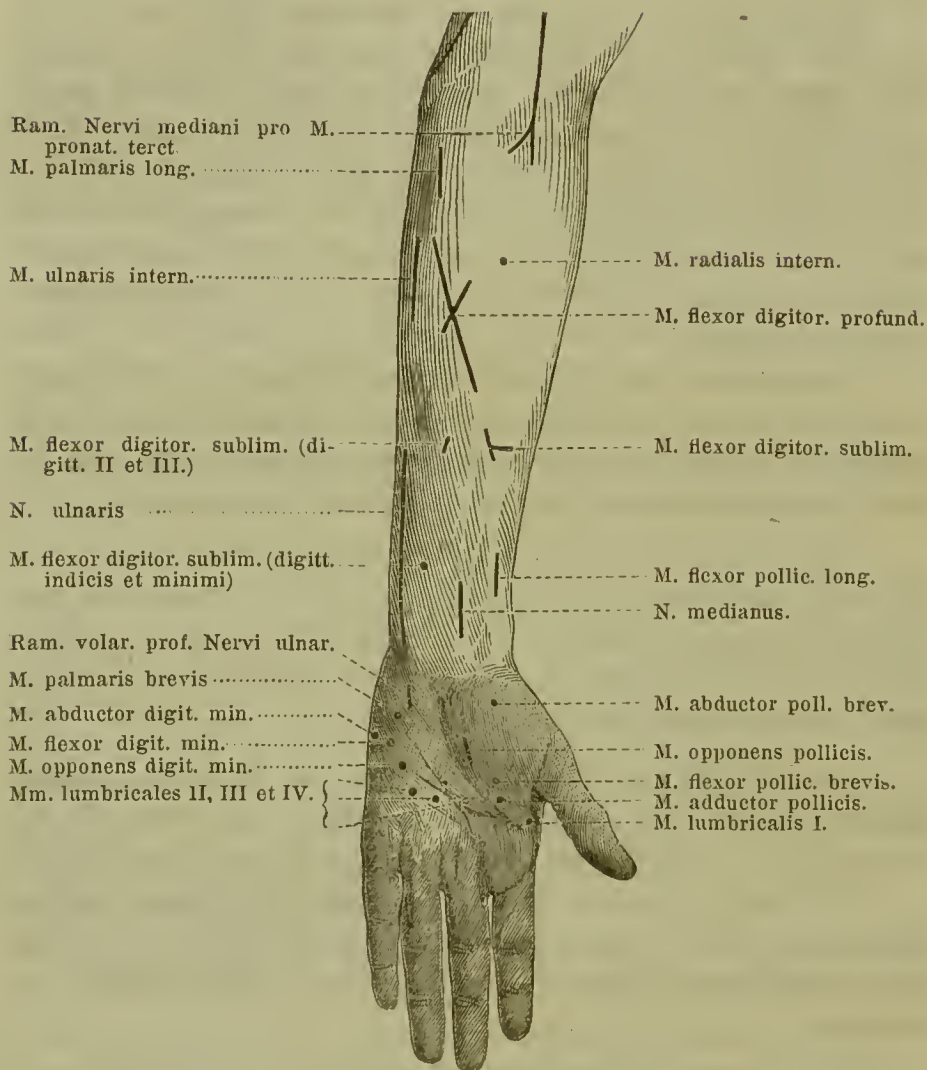 Ram. Nervi mediani pro M.
pronat. teret.
M. palmaris long.
M. ulnaris intern.
M. flexor digitor. sublim. (di-
gitt. II et III.)
N. ulnaris
M. flexor digitor. sublim. (digitt.
indicis et minimi)
Ram. volar. prof. Nervi ulnar.
M. palmaris brevis
M. abductor digit. min.
M. flexor digit. min.
M. opponens digit. min.
Mm. lumbricales II, III et IV.
M. radialis intern.
M. flexor digitor. profund.
M. flexor digitor. sublim.
M. flexor pollic. long.
N. medianus.
M. abductor poll. brev.
M. opponens pollicis.
M. flexor pollic. brevis.
M. adductor pollicis.
M. lumbricalis I.